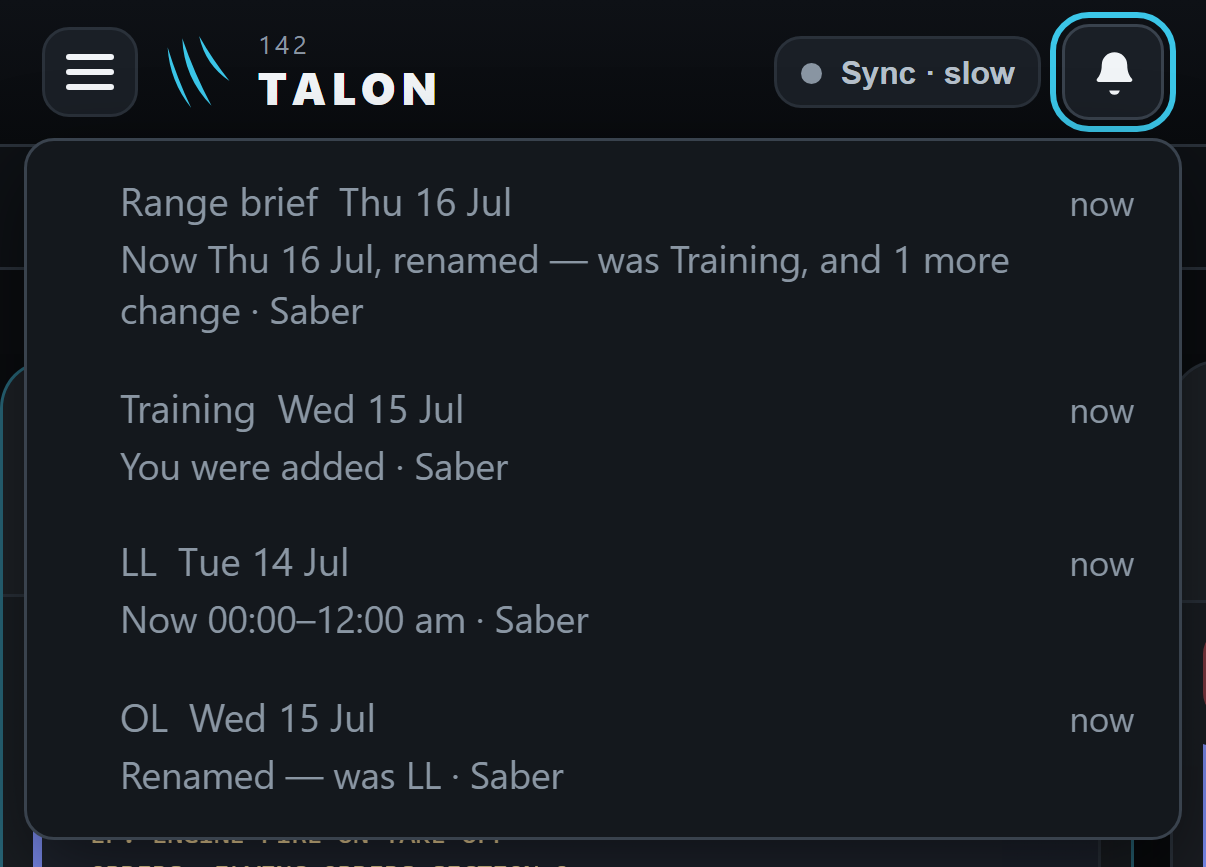 142
TALON
Sync · slow
Range brief Thu 16 Jul now
Now Thu 16 Jul, renamed — was Training, and 1 more
change · Saber
Training Wed 15 Jul now
You were added · Saber
LL Tue 14 Jul now
Now 00:00–12:00 am · Saber
OL Wed 15 Jul now
Renamed — was LL · Saber